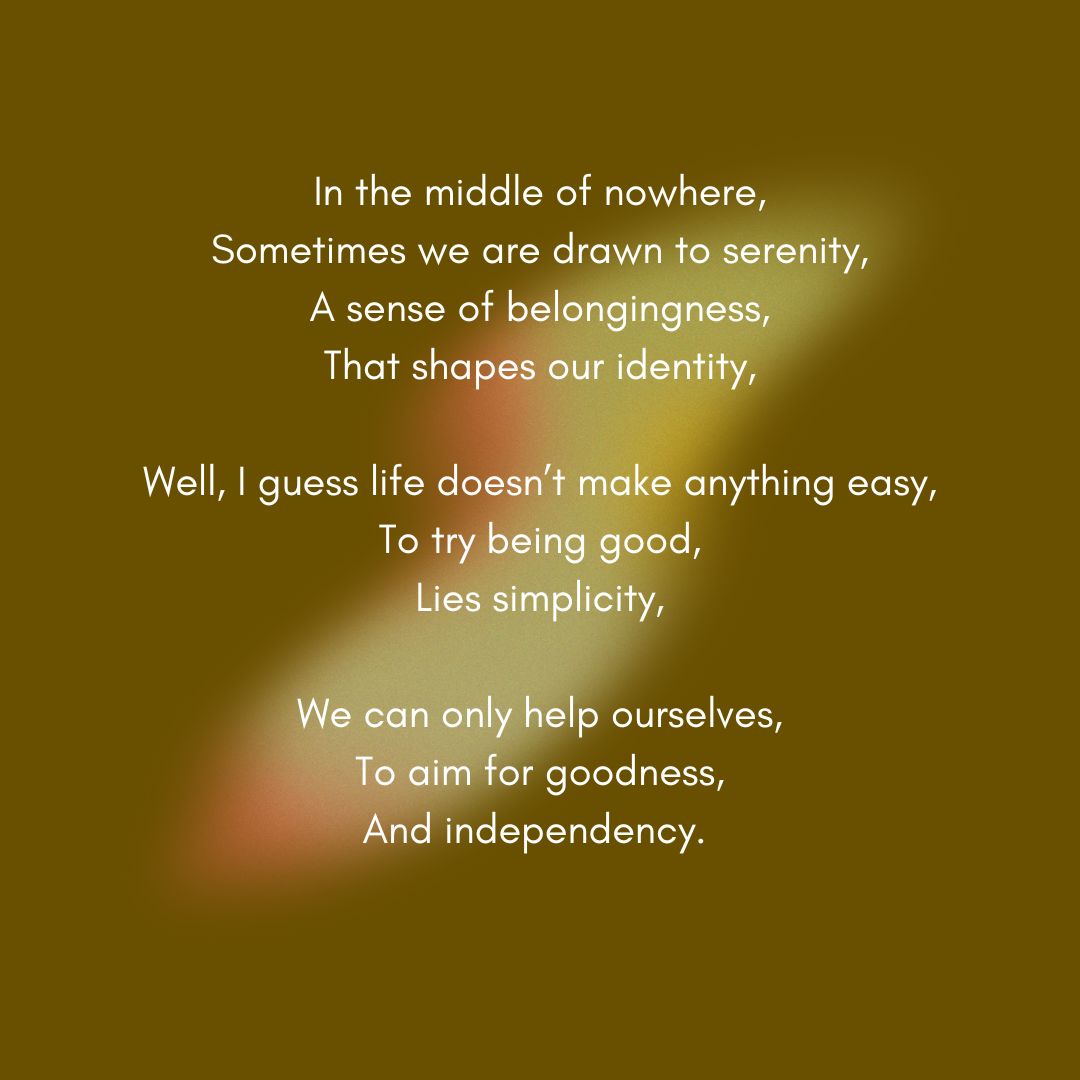 In the middle of nowhere,
Sometimes we are drawn to serenity,
A sense of belongingness,
That shapes our identity,
Well, I guess life doesn’t make anything easy,
To try being good,
Lies simplicity,
We can only help ourselves,
To aim for goodness,
And independency.